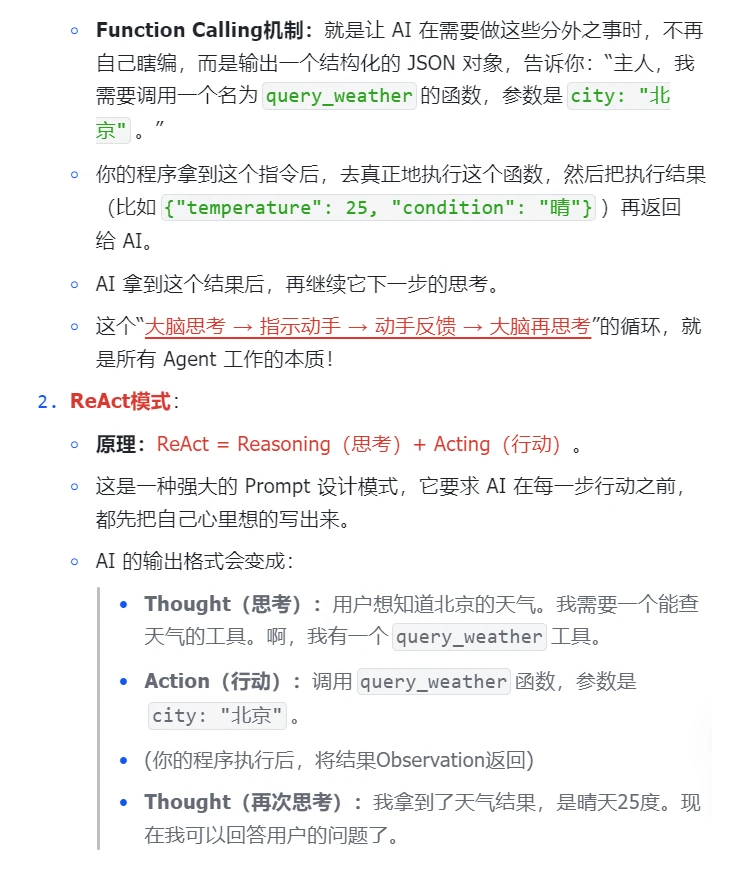 Function Calling机制：就是让 AI 在需要做这些分外之事时，不再
自己瞎编，而是输出一个结构化的 JSON 对象，告诉你：“主人，我
需要调用一个名为 query_weather 的函数，参数是 city: "北
京" 。”
你的程序拿到这个指令后，去真正地执行这个函数，然后把执行结果
（比如 {"temperature": 25, "condition": "晴"} ）再返回
给 AI。
AI 拿到这个结果后，再继续它下一步的思考。
这个“大脑思考 → 指示动手 → 动手反馈 → 大脑再思考”的循环，就
是所有 Agent 工作的本质！
2. ReAct模式：
原理：ReAct = Reasoning（思考）+ Acting（行动）。
这是一种强大的 Prompt 设计模式，它要求 AI 在每一步行动之前，
都先把自己心里想的写出来。
AI 的输出格式会变成：
Thought（思考）：用户想知道北京的天气。我需要一个能查
天气的工具。啊，我有一个 query_weather 工具。
Action（行动）：调用 query_weather 函数，参数是
city: "北京" 。
(你的程序执行后，将结果Observation返回)
Thought（再次思考）：我拿到了天气结果，是晴天25度。现
在我可以回答用户的问题了。